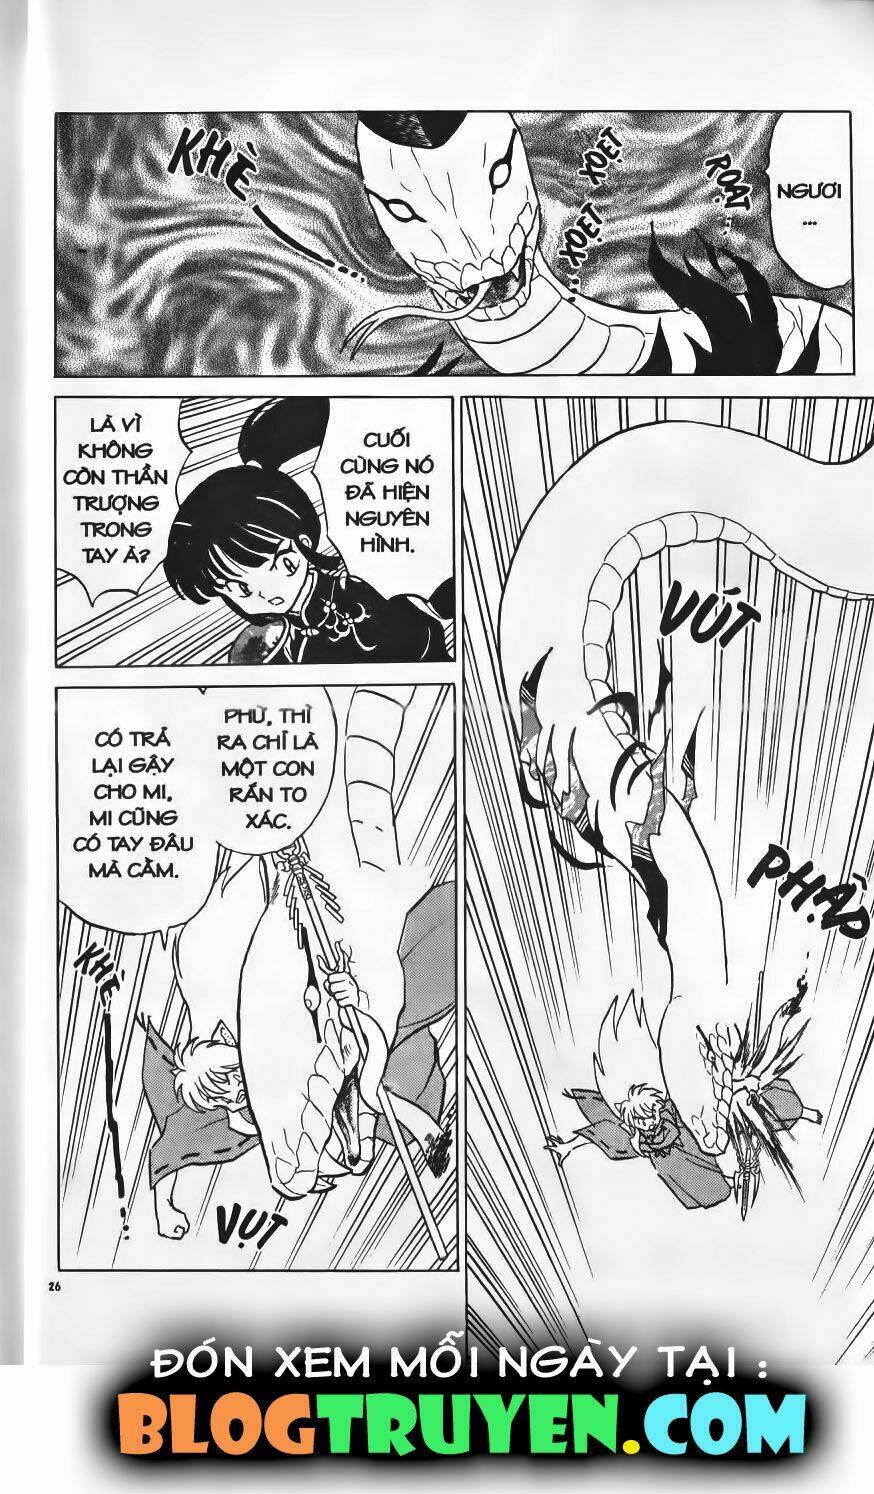 NGƯƠI
...
ROẠT...
XOẸT
XOẸT...
KHÈ
VÚT
PHẬP
CUỐI
CÙNG NÓ
ĐÃ HIỆN
NGUYÊN
HÌNH.
LÀ VÌ
KHÔNG
CÒN THẦN
TRƯỢNG
TRONG
TAY À?
PHÙ, THÌ
RA CHỈ LÀ
MỘT CON
RẮN TO
XÁC.
CÓ TRẢ
LẠI GẬY
CHO MI,
MI CŨNG
CÓ TAY ĐÂU
MÀ CẦM.
KHÈ
VỤT
26
ĐÓN XEM MỖI NGÀY TẠI :
BLOGTRUYEN.COM